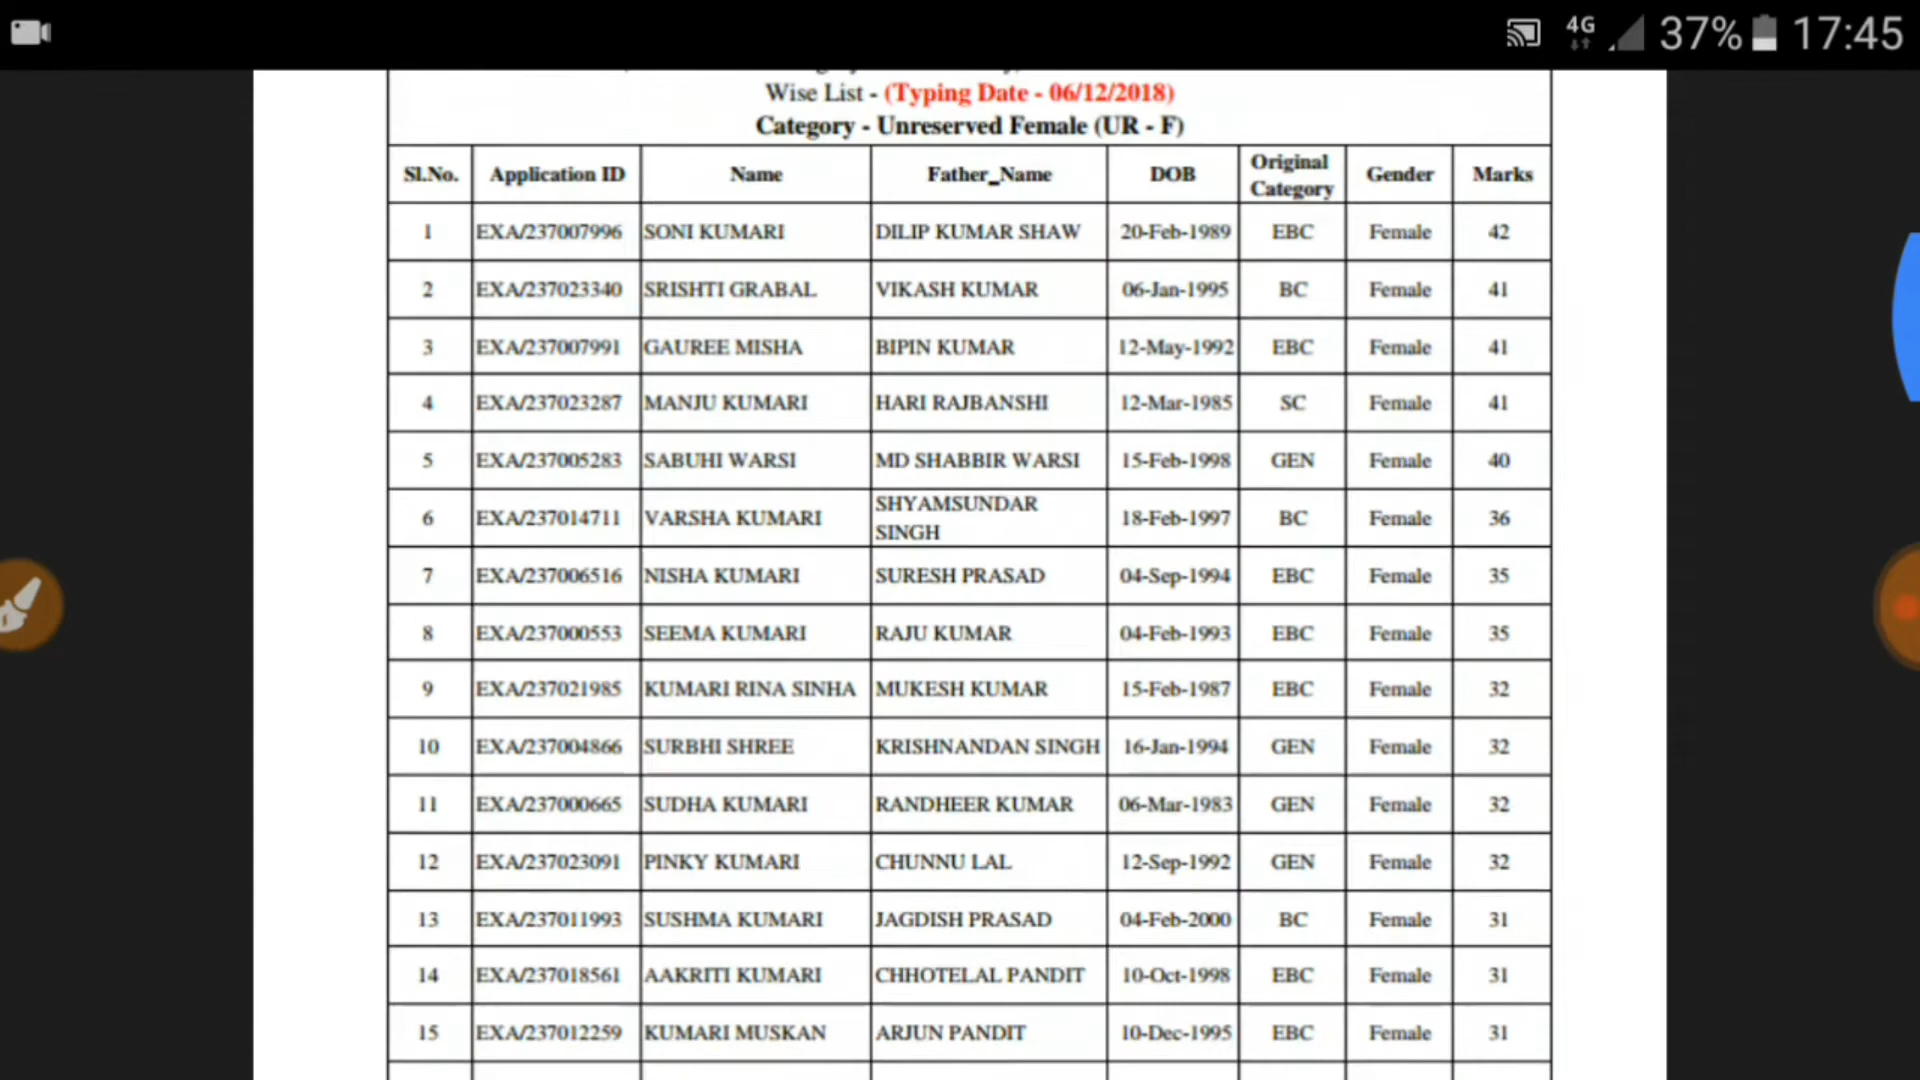 4G 37% 17:45
Wise List - (Typing Date - 06/12/2018)
Category - Unreserved Female (UR - F)
Sl.No. Application ID Name Father_Name DOB Original Category Gender Marks
1 EXA/237007996 SONI KUMARI DILIP KUMAR SHAW 20-Feb-1989 EBC Female 42
2 EXA/237023340 SRISHTI GRABAL VIKASH KUMAR 06-Jan-1995 BC Female 41
3 EXA/237007991 GAUREE MISHA BIPIN KUMAR 12-May-1992 EBC Female 41
4 EXA/237023287 MANJU KUMARI HARI RAJBANSHI 12-Mar-1985 SC Female 41
5 EXA/237005283 SABUHI WARSI MD SHABBIR WARSI 15-Feb-1998 GEN Female 40
6 EXA/237014711 VARSHA KUMARI SHYAMSUNDAR SINGH 18-Feb-1997 BC Female 36
7 EXA/237006516 NISHA KUMARI SURESH PRASAD 04-Sep-1994 EBC Female 35
8 EXA/237000553 SEEMA KUMARI RAJU KUMAR 04-Feb-1993 EBC Female 35
9 EXA/237021985 KUMARI RINA SINHA MUKESH KUMAR 15-Feb-1987 EBC Female 32
10 EXA/237004866 SURBHI SHREE KRISHNANDAN SINGH 16-Jan-1994 GEN Female 32
11 EXA/237000665 SUDHA KUMARI RANDHEER KUMAR 06-Mar-1983 GEN Female 32
12 EXA/237023091 PINKY KUMARI CHUNNU LAL 12-Sep-1992 GEN Female 32
13 EXA/237011993 SUSHMA KUMARI JAGDISH PRASAD 04-Feb-2000 BC Female 31
14 EXA/237018561 AAKRITI KUMARI CHHOTELAL PANDIT 10-Oct-1998 EBC Female 31
15 EXA/237012259 KUMARI MUSKAN ARJUN PANDIT 10-Dec-1995 EBC Female 31